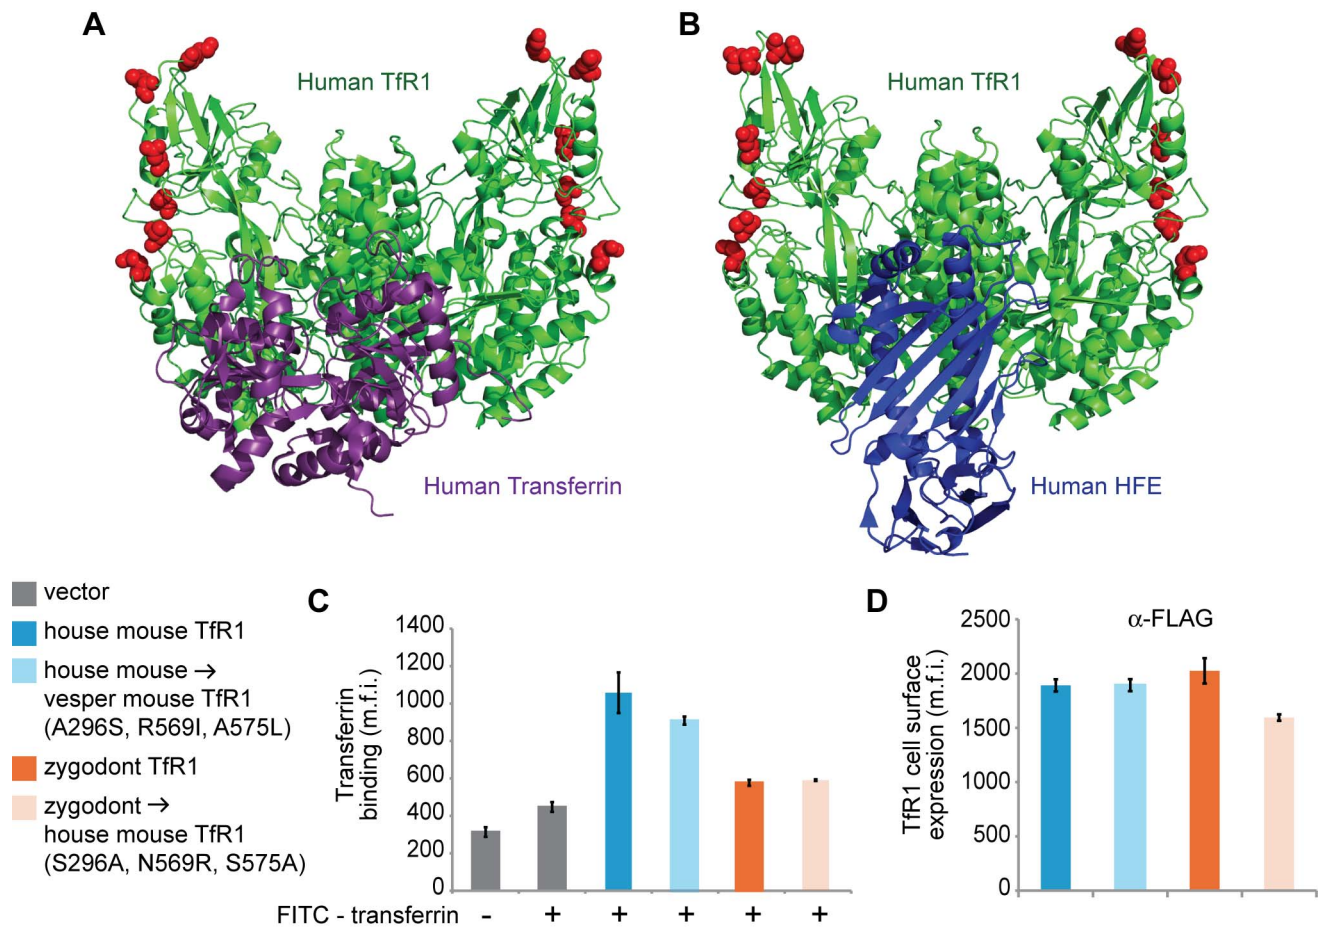 A
B
Human TfR1
Human TfR1
Human Transferrin
Human HFE
vector
house mouse TfR1
house mouse →
vesper mouse TfR1
(A296S, R569I, A575L)
zygodont TfR1
zygodont →
house mouse TfR1
(S296A, N569R, S575A)
C
Transferrin
binding (m.f.i.)
1400
1200
1000
800
600
400
200
0
FITC - transferrin - + + + + +
D
α-FLAG
TfR1 cell surface
expression (m.f.i.)
2500
2000
1500
1000
500
0